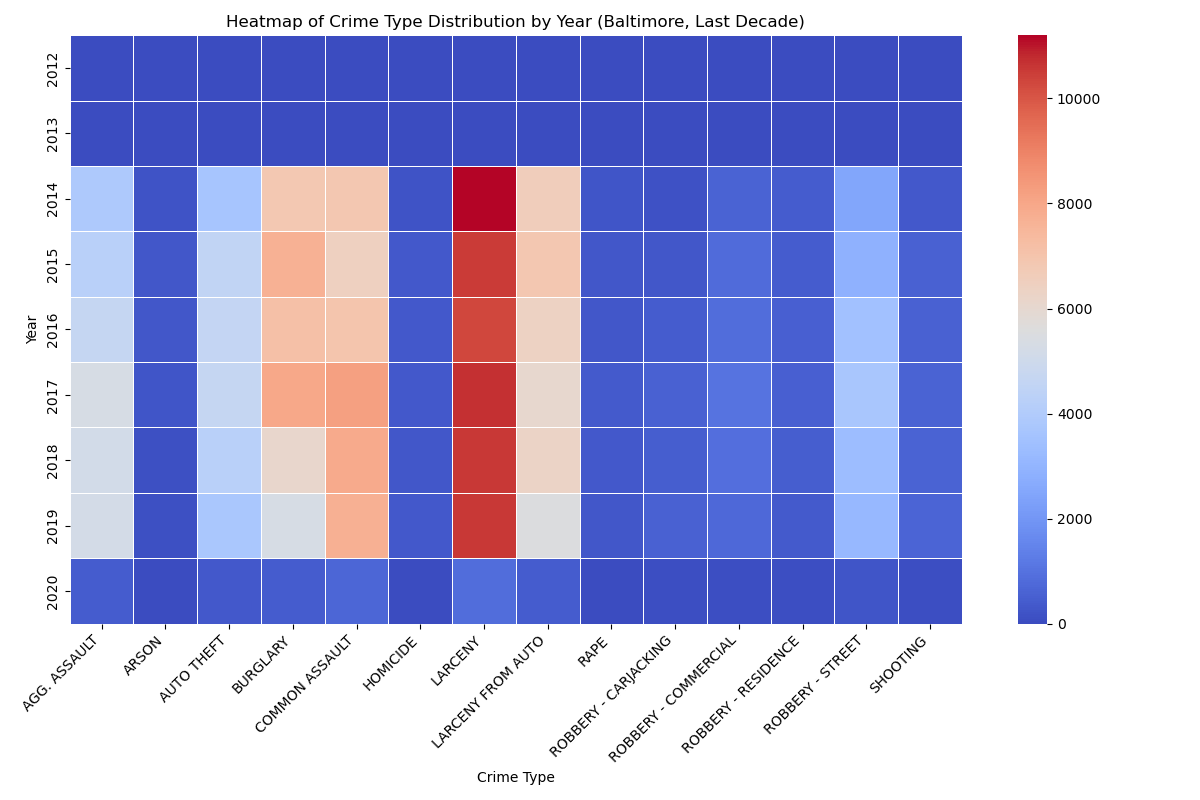 Heatmap of Crime Type Distribution by Year (Baltimore, Last Decade)
Year
2012
2013
2014
2015
2016
2017
2018
2019
2020
AGG. ASSAULT
ARSON
AUTO THEFT
BURGLARY
COMMON ASSAULT
HOMICIDE
LARCENY
LARCENY FROM AUTO
RAPE
ROBBERY - CARJACKING
ROBBERY - COMMERCIAL
ROBBERY - RESIDENCE
ROBBERY - STREET
SHOOTING
Crime Type
10000
8000
6000
4000
2000
0